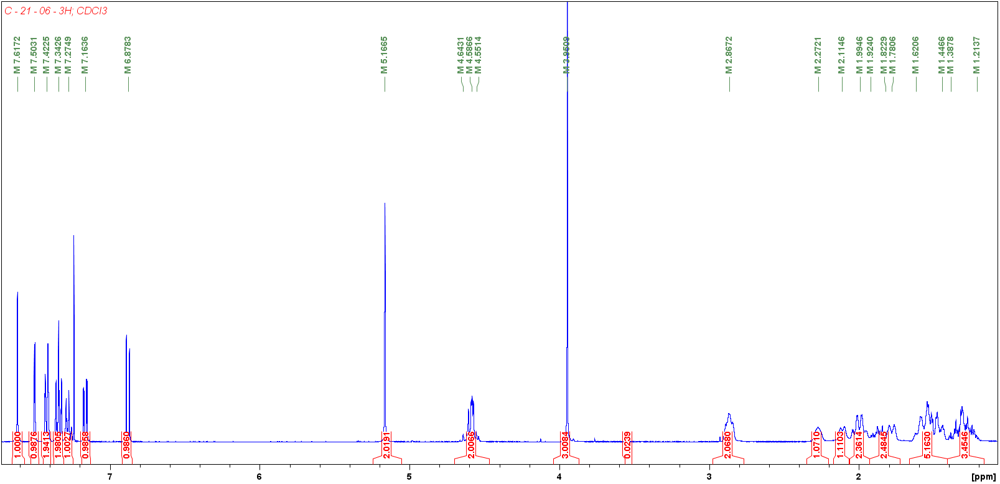 C - 21 - 06 - 3H; CDCl3
M 7.6172
M 7.5031
M 7.4225
M 7.3426
M 7.2749
M 7.1636
M 6.8783
M 5.1665
M 4.6431
M 4.5866
M 4.5514
M 3.9509
M 2.8672
M 2.2721
M 2.1146
M 1.9946
M 1.9240
M 1.8229
M 1.7806
M 1.6206
M 1.4466
M 1.3878
M 1.2137
1.0000
0.9876
1.9413
1.9805
1.0027
0.9858
0.9860
2.0191
2.0066
3.0084
0.0239
2.0680
1.0710
1.1103
2.3614
2.4845
5.1630
3.4546
7 6 5 4 3 2 [ppm]